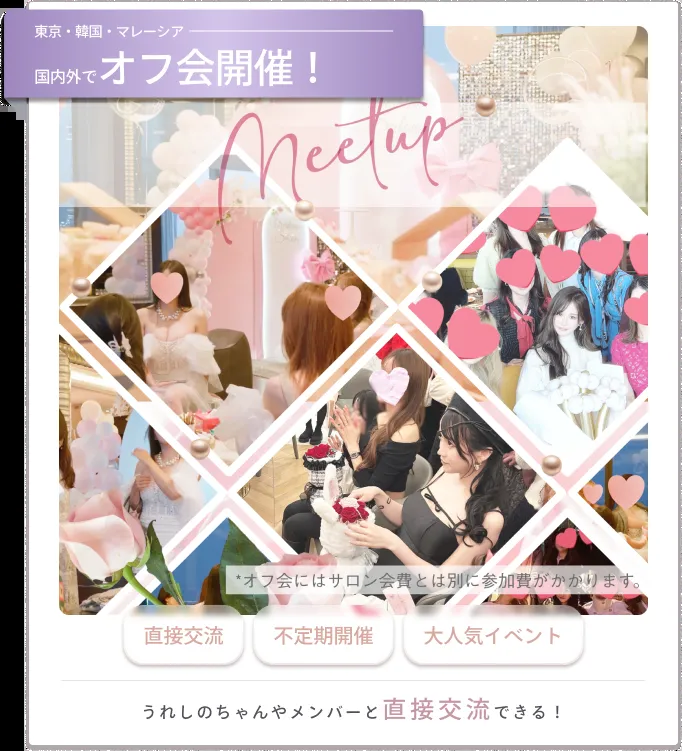 東京・韓国・マレーシア
国内外でオフ会開催！
Meetup
*オフ会にはサロン会費とは別に参加費がかかります。
直接交流
不定期開催
大人気イベント
うれしのちゃんやメンバーと直接交流できる！